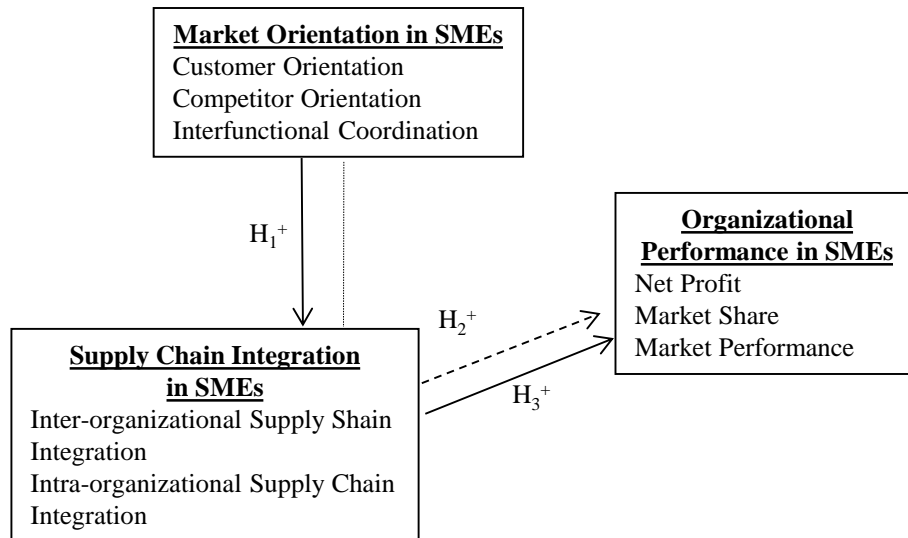 Market Orientation in SMEs
Customer Orientation
Competitor Orientation
Interfunctional Coordination
H₁⁺
Organizational
Performance in SMEs
Net Profit
Market Share
Market Performance
H₂⁺
H₃⁺
Supply Chain Integration
in SMEs
Inter-organizational Supply Shain
Integration
Intra-organizational Supply Chain
Integration